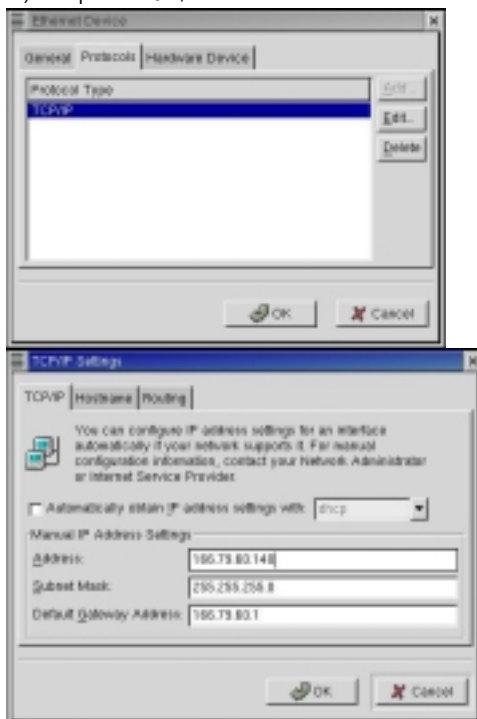 Ethernet Device
General Protocols Hardware Device
Protocol Type
TCP/IP
Edit...
Delete
OK Cancel
TCP/IP Settings
TCP/IP Hostname Routing
You can configure IP address settings for an interface
automatically if your network supports it. For manual
configuration information, contact your Network Administrator
or Internet Service Provider.
Automatically obtain IP address settings with: dhcp
Manual IP Address Settings
Address:
Subnet Mask: 255.255.255.0
Default Gateway Address:
OK Cancel